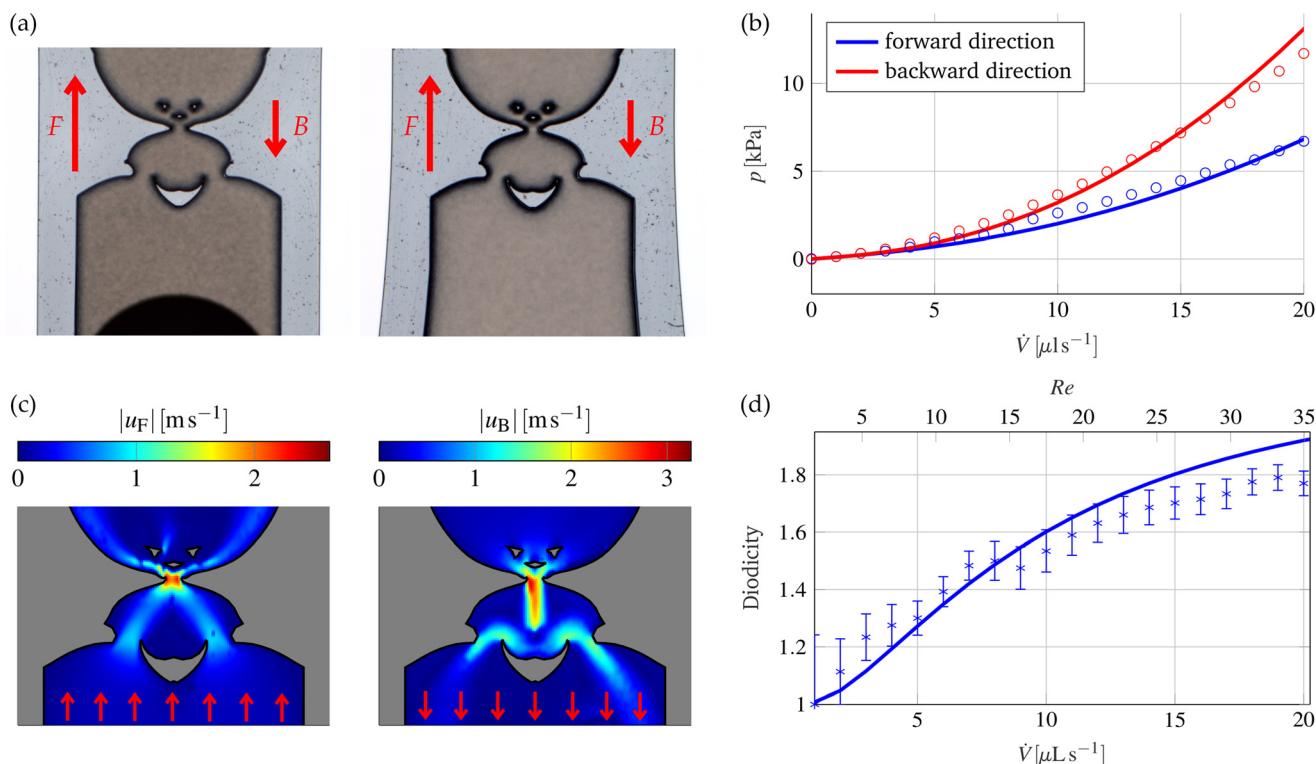 (a)
F
B
F
B
(b)
forward direction
backward direction
p [kPa]
10
5
0
0
5
10
15
20
V̇ [μl s⁻¹]
(c)
|u_F| [m s⁻¹]
0
1
2
|u_B| [m s⁻¹]
0
1
2
3
(d)
Re
5
10
15
20
25
30
35
Diodicity
1.8
1.6
1.4
1.2
1
5
10
15
20
V̇ [μL s⁻¹]